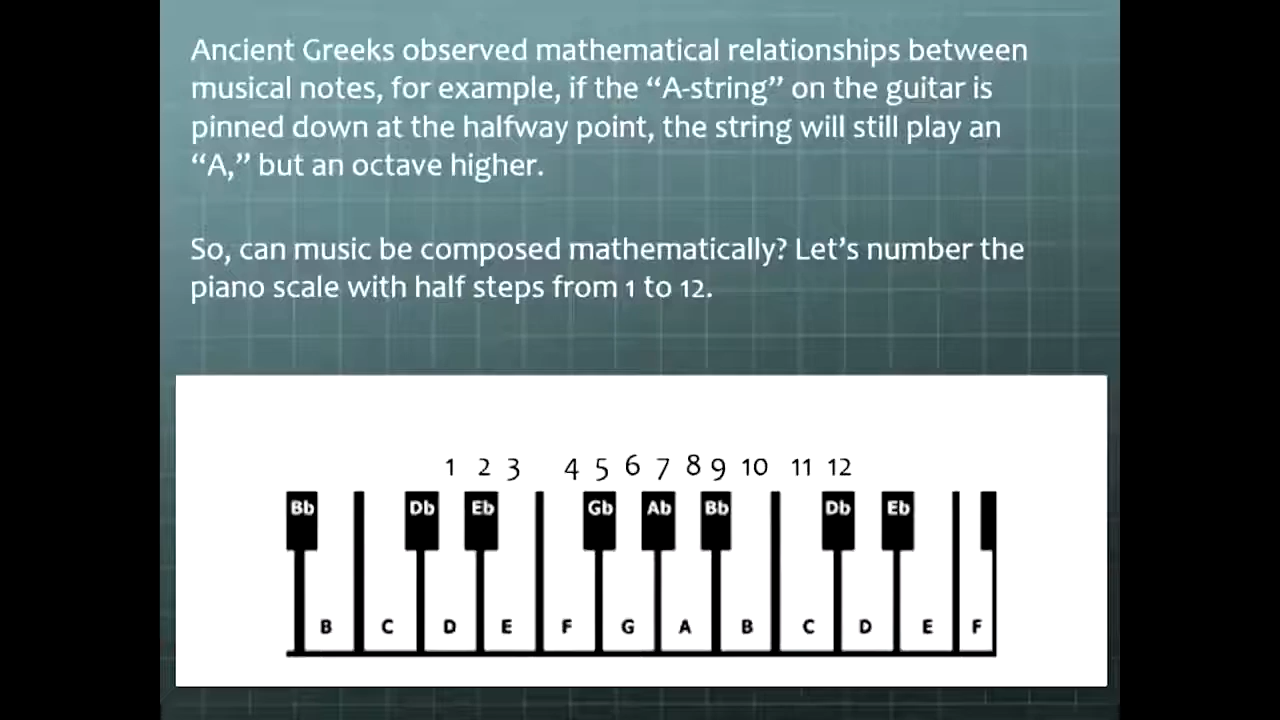 Ancient Greeks observed mathematical relationships between
musical notes, for example, if the “A-string” on the guitar is
pinned down at the halfway point, the string will still play an
“A,” but an octave higher.
So, can music be composed mathematically? Let’s number the
piano scale with half steps from 1 to 12.
1 2 3 4 5 6 7 8 9 10 11 12
Bb Db Eb Gb Ab Bb Db Eb
B C D E F G A B C D E F